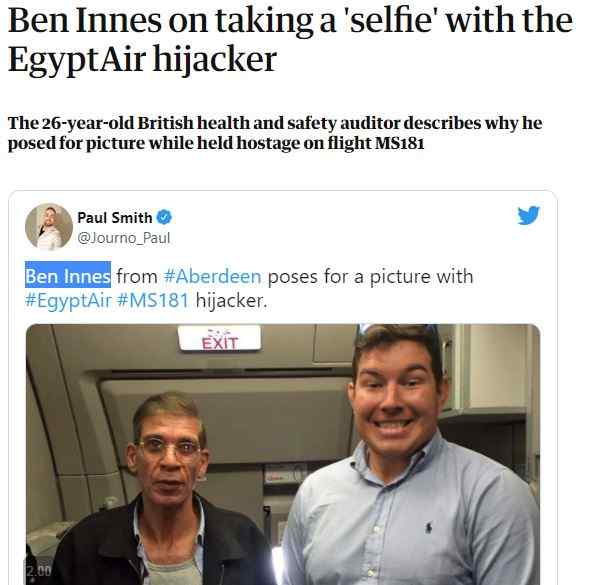 Ben Innes on taking a 'selfie' with the
EgyptAir hijacker
The 26-year-old British health and safety auditor describes why he
posed for picture while held hostage on flight MS181
Paul Smith
@Journo_Paul
Ben Innes from #Aberdeen poses for a picture with
#EgyptAir #MS181 hijacker.
EXIT
2.00